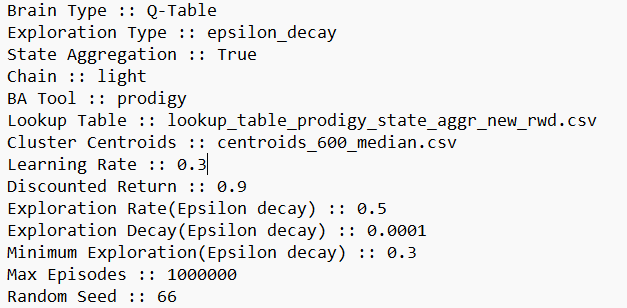 Brain Type :: Q-Table
Exploration Type :: epsilon_decay
State Aggregation :: True
Chain :: light
BA Tool :: prodigy
Lookup Table :: lookup_table_prodigy_state_aggr_new_rwd.csv
Cluster Centroids :: centroids_600_median.csv
Learning Rate :: 0.3
Discounted Return :: 0.9
Exploration Rate(Epsilon decay) :: 0.5
Exploration Decay(Epsilon decay) :: 0.0001
Minimum Exploration(Epsilon decay) :: 0.3
Max Episodes :: 1000000
Random Seed :: 66